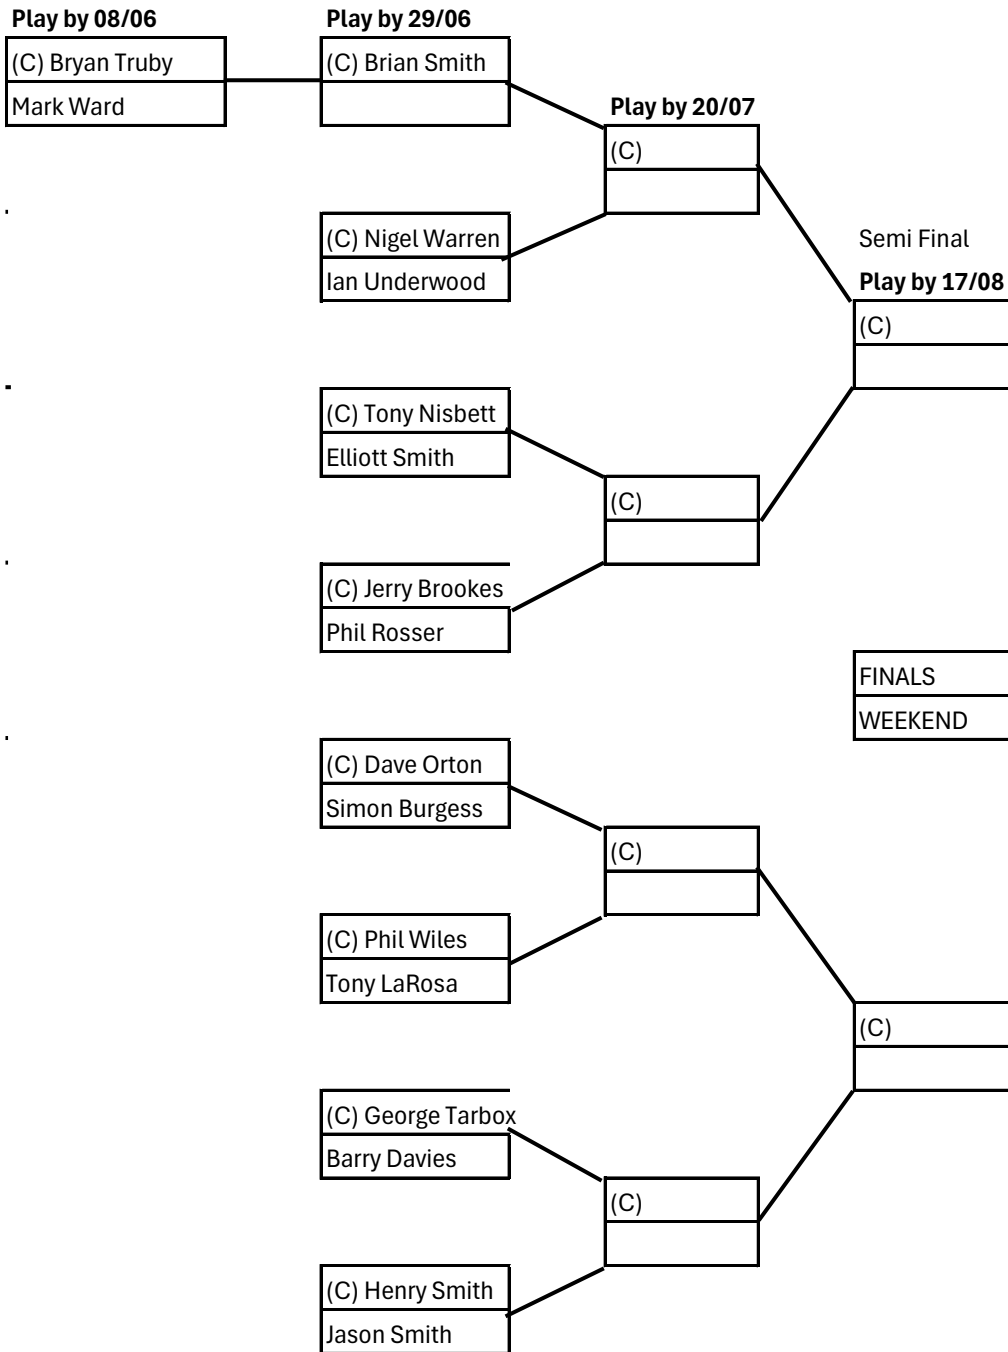 Play by 08/06
Play by 29/06
(C) Bryan Truby
(C) Brian Smith
Mark Ward
Play by 20/07
(C)
(C) Nigel Warren
Semi Final
Ian Underwood
Play by 17/08
(C)
(C) Tony Nisbett
Elliott Smith
(C)
(C) Jerry Brookes
Phil Rosser
FINALS
WEEKEND
(C) Dave Orton
Simon Burgess
(C)
(C) Phil Wiles
Tony LaRosa
(C)
(C) George Tarbox
Barry Davies
(C)
(C) Henry Smith
Jason Smith